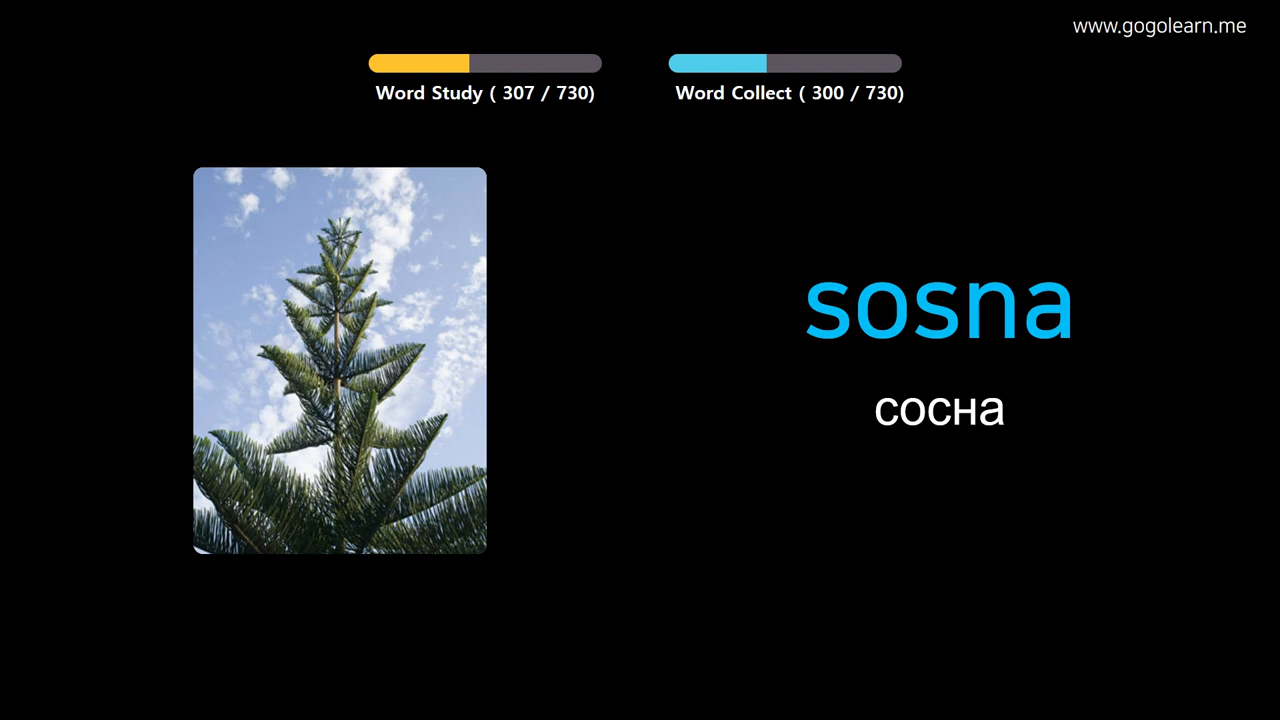 www.gogolearn.me
Word Study ( 307 / 730)
Word Collect ( 300 / 730)
sosna
сосна